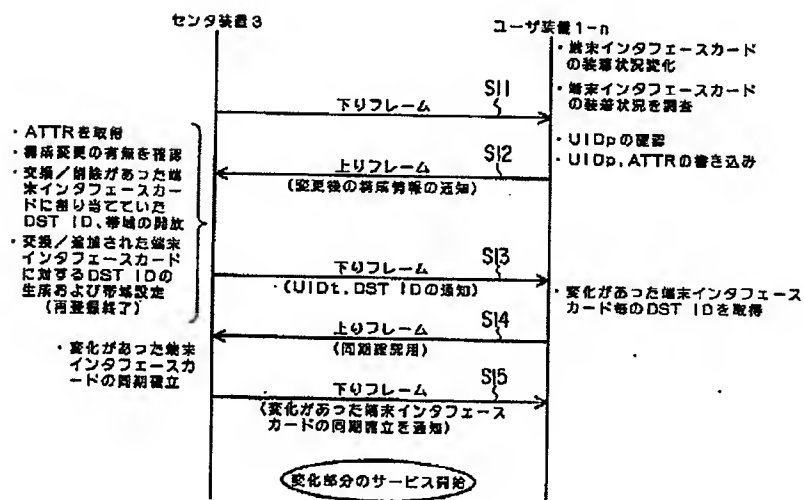 センタ装置3
ユーザ装置1-n
・端末インタフェースカード
の装着状況変化
・端末インタフェースカード
の装着状況を調査
S11
下りフレーム
・ATTRを取得
・構成変更の有無を確認
・交換/削除があった端
末インタフェースカー
ドに割り当てていた
DST ID、帯域の開放
・交換/追加された端末
インタフェースカード
に対するDST IDの
生成および帯域設定
(再登録終了)
・UIDpの確認
・UIDp,ATTRの書き込み
S12
上りフレーム
(変更後の構成情報の通知)
S13
下りフレーム
(UIDt,DST IDの通知)
・変化があった端末インタフェース
カード毎のDST IDを取得
S14
上りフレーム
(同期確発用)
・変化があった端末
インタフェースカ
ードの同期確立
S15
下りフレーム
(変化があった端末インタフェース
カードの同期確立を通知)
変化部分のサービス開始